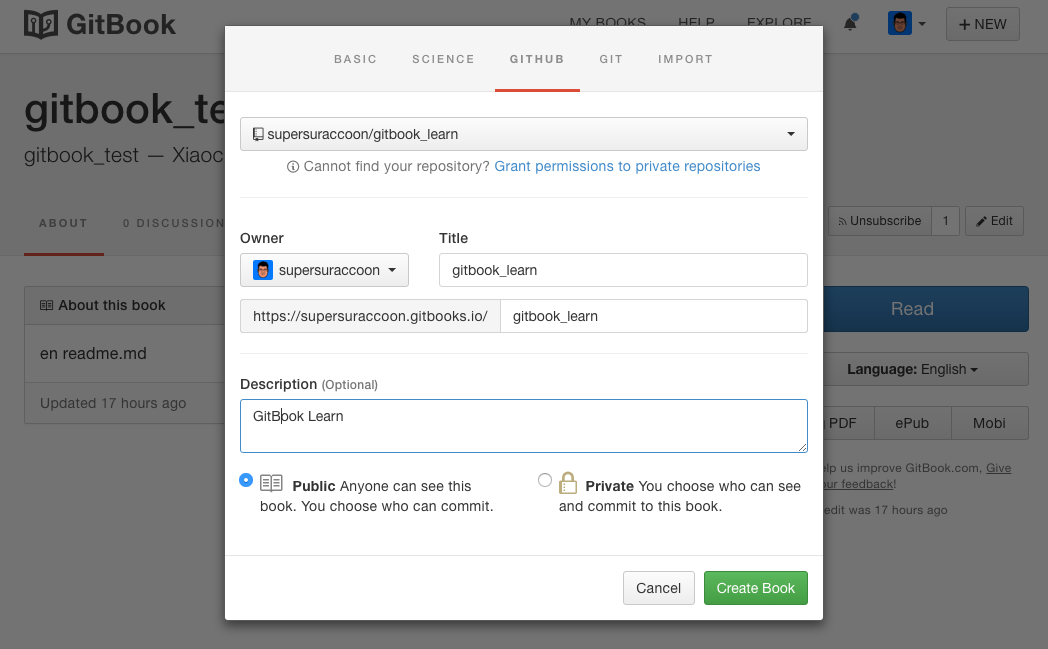 GitBook
MY BOOKS HELP EXPLORE
+ NEW
BASIC SCIENCE GITHUB GIT IMPORT
gitbook_te
gitbook_test — Xiaoc
supersuraccoon/gitbook_learn
Cannot find your repository? Grant permissions to private repositories
ABOUT 0 DISCUSSION
Unsubscribe 1 Edit
Owner Title
supersuraccoon gitbook_learn
https://supersuraccoon.gitbooks.io/ gitbook_learn
About this book
Read
en readme.md
Language: English
Updated 17 hours ago
Description (Optional)
GitBook Learn
PDF ePub Mobi
lp us improve GitBook.com, Give
ur feedback!
edit was 17 hours ago
Public Anyone can see this
book. You choose who can commit.
Private You choose who can see
and commit to this book.
Cancel Create Book